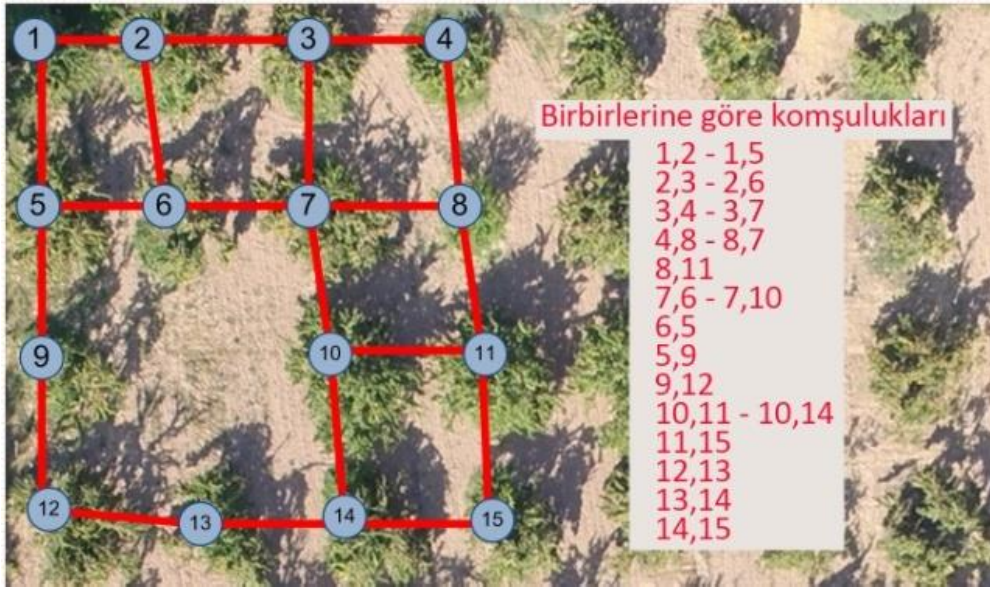 1 2 3 4
Birbirlerine göre komşulukları
1,2 - 1,5
2,3 - 2,6
3,4 - 3,7
4,8 - 8,7
8,11
7,6 - 7,10
6,5
5,9
9,12
10,11 - 10,14
11,15
12,13
13,14
14,15
5 6 7 8
9 10 11
12 13 14 15